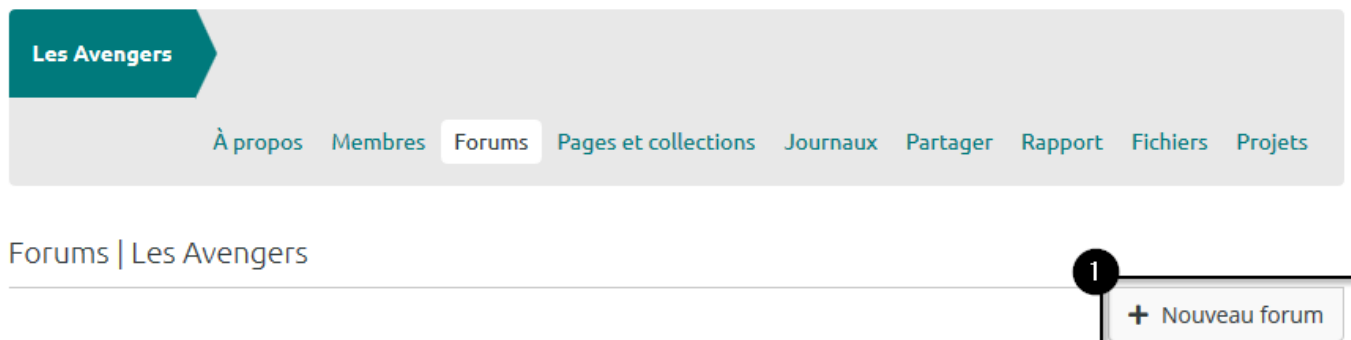 Les Avengers
À propos Membres Forums Pages et collections Journaux Partager Rapport Fichiers Projets
Forums | Les Avengers
1
+ Nouveau forum